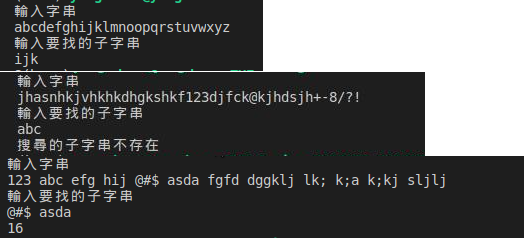 輸入字串
abcdefghijklmnoopqrstuvwxyz
輸入要找的子字串
ijk
輸入字串
jhasnhkjvhkhkdhgkshkf123djfck@kjhdsjh+-8/?!
輸入要找的子字串
abc
搜尋的子字串不存在
輸入字串
123 abc efg hij @#$ asda fgfd dggklj lk; k;a k;kj sljlj
輸入要找的子字串
@#$ asda
16